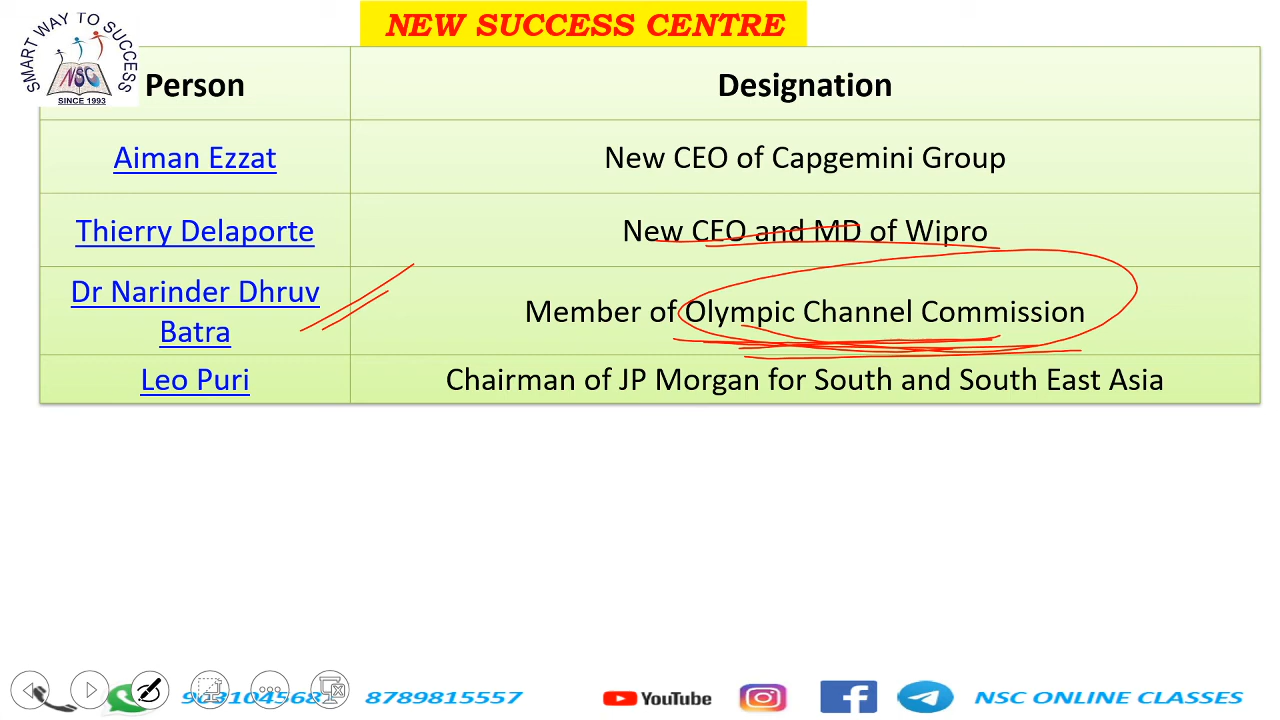 NEW SUCCESS CENTRE
SMART WAY TO SUCCESS
NSC
SINCE 1993
Person Designation
Aiman Ezzat New CEO of Capgemini Group
Thierry Delaporte New CEO and MD of Wipro
Dr Narinder Dhruv
Batra Member of Olympic Channel Commission
Leo Puri Chairman of JP Morgan for South and South East Asia
8789815557 YouTube NSC ONLINE CLASSES